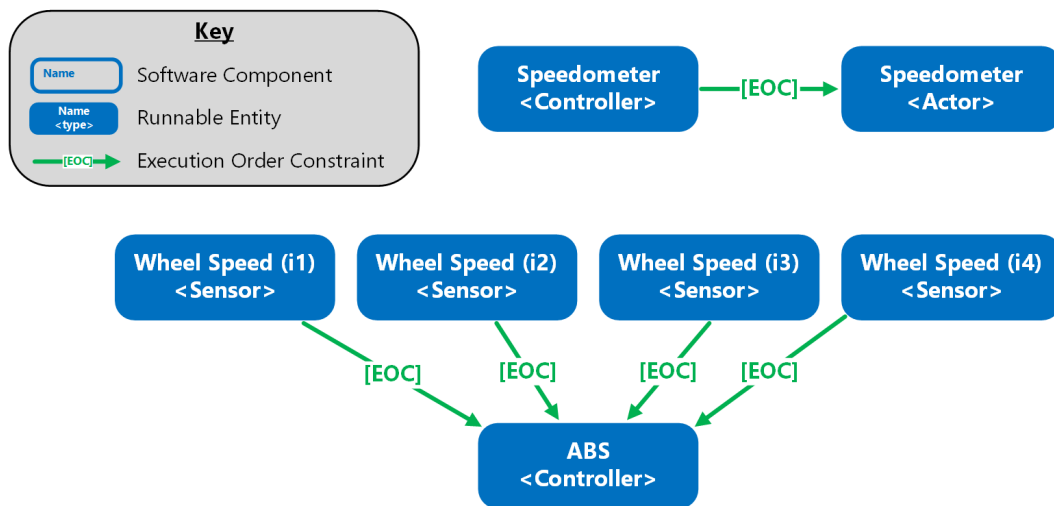 Key
Name
Software Component
Name
<type>
Runnable Entity
[EOC]
Execution Order Constraint
Speedometer
<Controller>
[EOC]
Speedometer
<Actor>
Wheel Speed (i1)
<Sensor>
Wheel Speed (i2)
<Sensor>
Wheel Speed (i3)
<Sensor>
Wheel Speed (i4)
<Sensor>
[EOC]
[EOC]
[EOC]
[EOC]
ABS
<Controller>